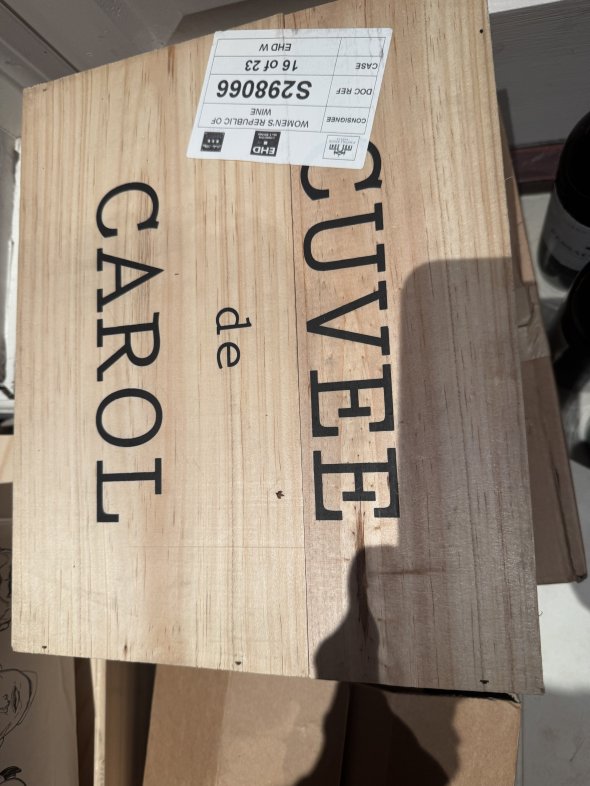 CUVEE
de
CAROL
EHD
CONSIGNEE
WOMEN'S REPUBLIC OF
WINE
DOC REF
S298066
CASE
16 of 23
EHD W